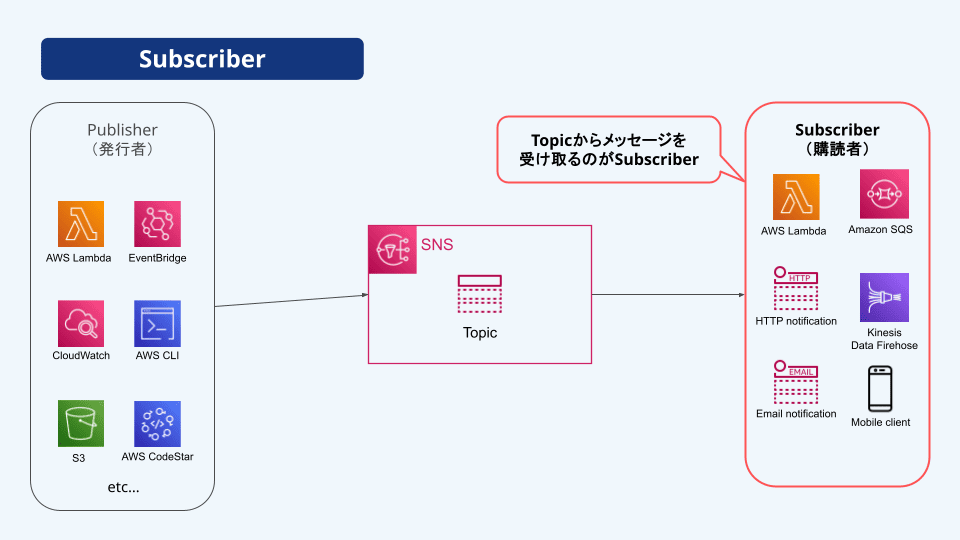 Subscriber
Publisher
（発行者）
AWS Lambda
EventBridge
CloudWatch
AWS CLI
S3
AWS CodeStar
etc...
SNS
Topic
Topicからメッセージを
受け取るのがSubscriber
Subscriber
（購読者）
AWS Lambda
Amazon SQS
HTTP
HTTP notification
Kinesis
Data Firehose
EMAIL
Email notification
Mobile client